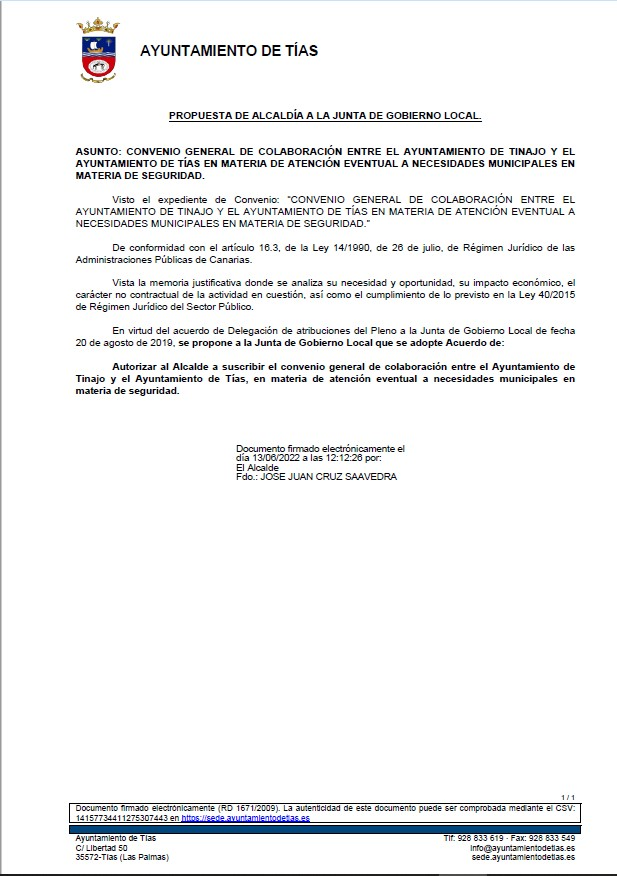 AYUNTAMIENTO DE TÍAS
PROPUESTA DE ALCALDÍA A LA JUNTA DE GOBIERNO LOCAL.
ASUNTO: CONVENIO GENERAL DE COLABORACIÓN ENTRE EL AYUNTAMIENTO DE TINAJO Y EL
AYUNTAMIENTO DE TÍAS EN MATERIA DE ATENCIÓN EVENTUAL A NECESIDADES MUNICIPALES EN
MATERIA DE SEGURIDAD.
Visto el expediente de Convenio: "CONVENIO GENERAL DE COLABORACIÓN ENTRE EL
AYUNTAMIENTO DE TINAJO Y EL AYUNTAMIENTO DE TÍAS EN MATERIA DE ATENCIÓN EVENTUAL A
NECESIDADES MUNICIPALES EN MATERIA DE SEGURIDAD."
De conformidad con el artículo 16.3, de la Ley 14/1990, de 26 de julio, de Régimen Jurídico de las
Administraciones Públicas de Canarias.
Vista la memoria justificativa donde se analiza su necesidad y oportunidad, su impacto económico, el
carácter no contractual de la actividad en cuestión, así como el cumplimiento de lo previsto en la Ley 40/2015
de Régimen Jurídico del Sector Público.
En virtud del acuerdo de Delegación de atribuciones del Pleno a la Junta de Gobierno Local de fecha
20 de agosto de 2019, se propone a la Junta de Gobierno Local que se adopte Acuerdo de:
Autorizar al Alcalde a suscribir el convenio general de colaboración entre el Ayuntamiento de
Tinajo y el Ayuntamiento de Tías, en materia de atención eventual a necesidades municipales en
materia de seguridad.
Documento firmado electrónicamente el
día 13/06/2022 a las 12:12:26 por:
El Alcalde
Fdo.: JOSE JUAN CRUZ SAAVEDRA
1 / 1
Documento firmado electrónicamente (RD 1671/2009). La autenticidad de este documento puede ser comprobada mediante el CSV:
14157734411275307443 en https://sede.ayuntamientodetias.es
Ayuntamiento de Tías
C/ Libertad 50
35572-Tías (Las Palmas)
Tlf: 928 833 619 - Fax: 928 833 549
info@ayuntamientodetias.es
sede.ayuntamientodetias.es